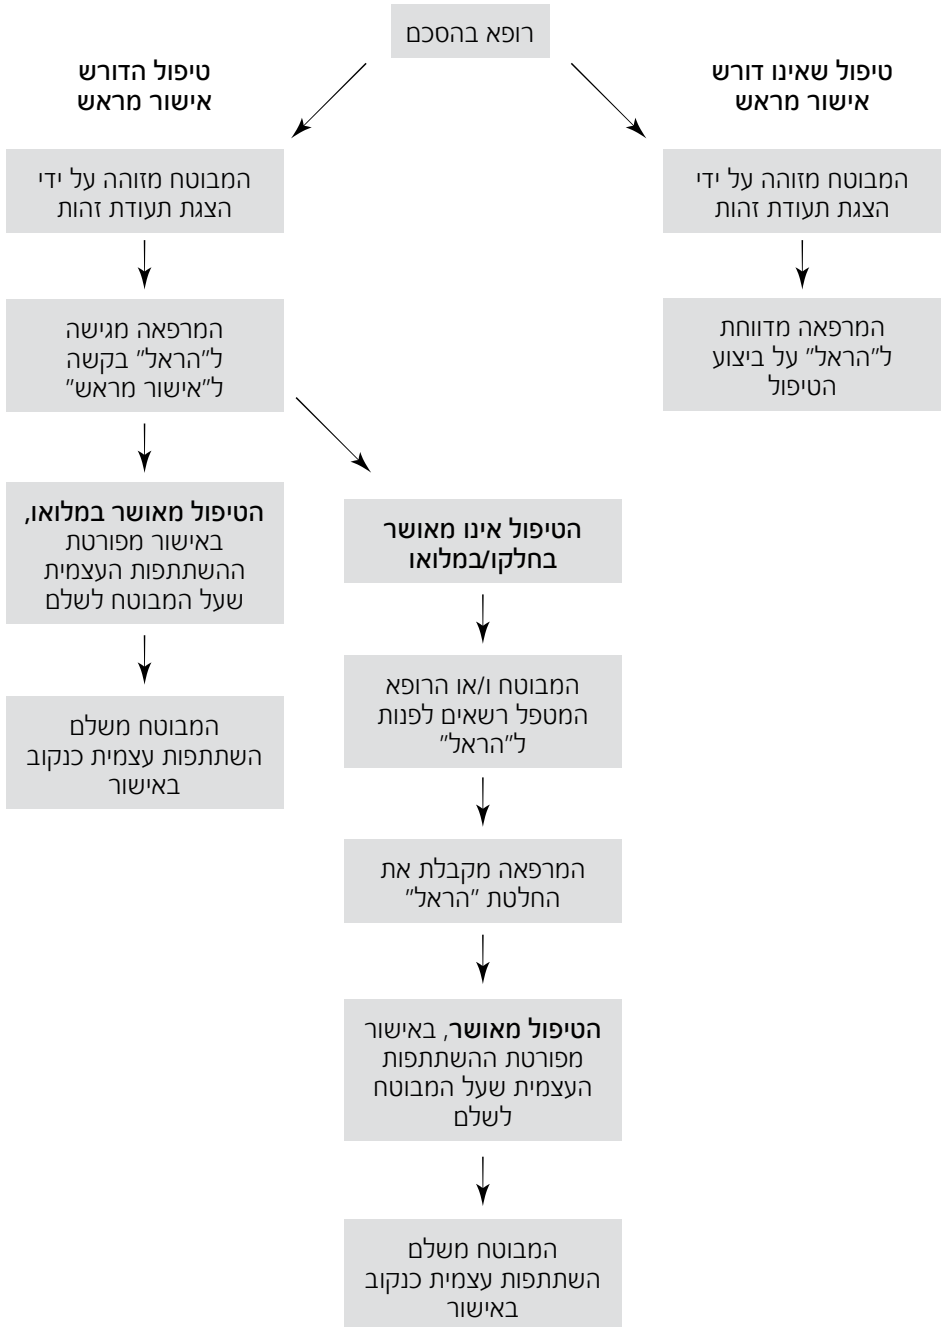 רופא בהסכם
טיפול שאינו דורש
אישור מראש
המבוטח מזוהה על ידי
הצגת תעודת זהות
המרפאה מדווחת
ל"הראל" על ביצוע
הטיפול
טיפול הדורש
אישור מראש
המבוטח מזוהה על ידי
הצגת תעודת זהות
המרפאה מגישה
ל"הראל" בקשה
ל"אישור מראש"
הטיפול מאושר במלואו,
באישור מפורטת
ההשתתפות העצמית
שעל המבוטח לשלם
המבוטח משלם
השתתפות עצמית כנקוב
באישור
הטיפול אינו מאושר
בחלקו/במלואו
המבוטח ו/או הרופא
המטפל רשאים לפנות
ל"הראל"
המרפאה מקבלת את
החלטת "הראל"
הטיפול מאושר, באישור
מפורטת ההשתתפות
העצמית שעל המבוטח
לשלם
המבוטח משלם
השתתפות עצמית כנקוב
באישור